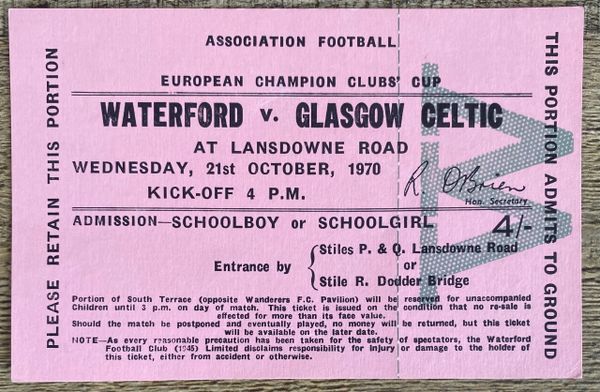 PLEASE RETAIN THIS PORTION
ASSOCIATION FOOTBALL
EUROPEAN CHAMPION CLUBS' CUP
WATERFORD v. GLASGOW CELTIC
AT LANSDOWNE ROAD
WEDNESDAY, 21st OCTOBER, 1970
KICK-OFF 4 P.M.
R. O'Brien
Hon. Secretary
ADMISSION—SCHOOLBOY or SCHOOLGIRL 4/-
Entrance by
Stiles P. & Q. Lansdowne Road
or
Stile R. Dodder Bridge
Portion of South Terrace (opposite Wanderers F.C. Pavilion) will be reserved for unaccompanied
Children until 3 p.m. on day of match. This ticket is issued on the condition that no re-sale is
affected for more than its face value.
Should the match be postponed and eventually played, no money will be returned, but this ticket
will be available on the later date.
NOTE—As every reasonable precaution has been taken for the safety of spectators, the Waterford
Football Club (1945) Limited disclaims responsibility for injury or damage to the holder of
this ticket, either from accident or otherwise.
THIS PORTION ADMITS TO GROUND